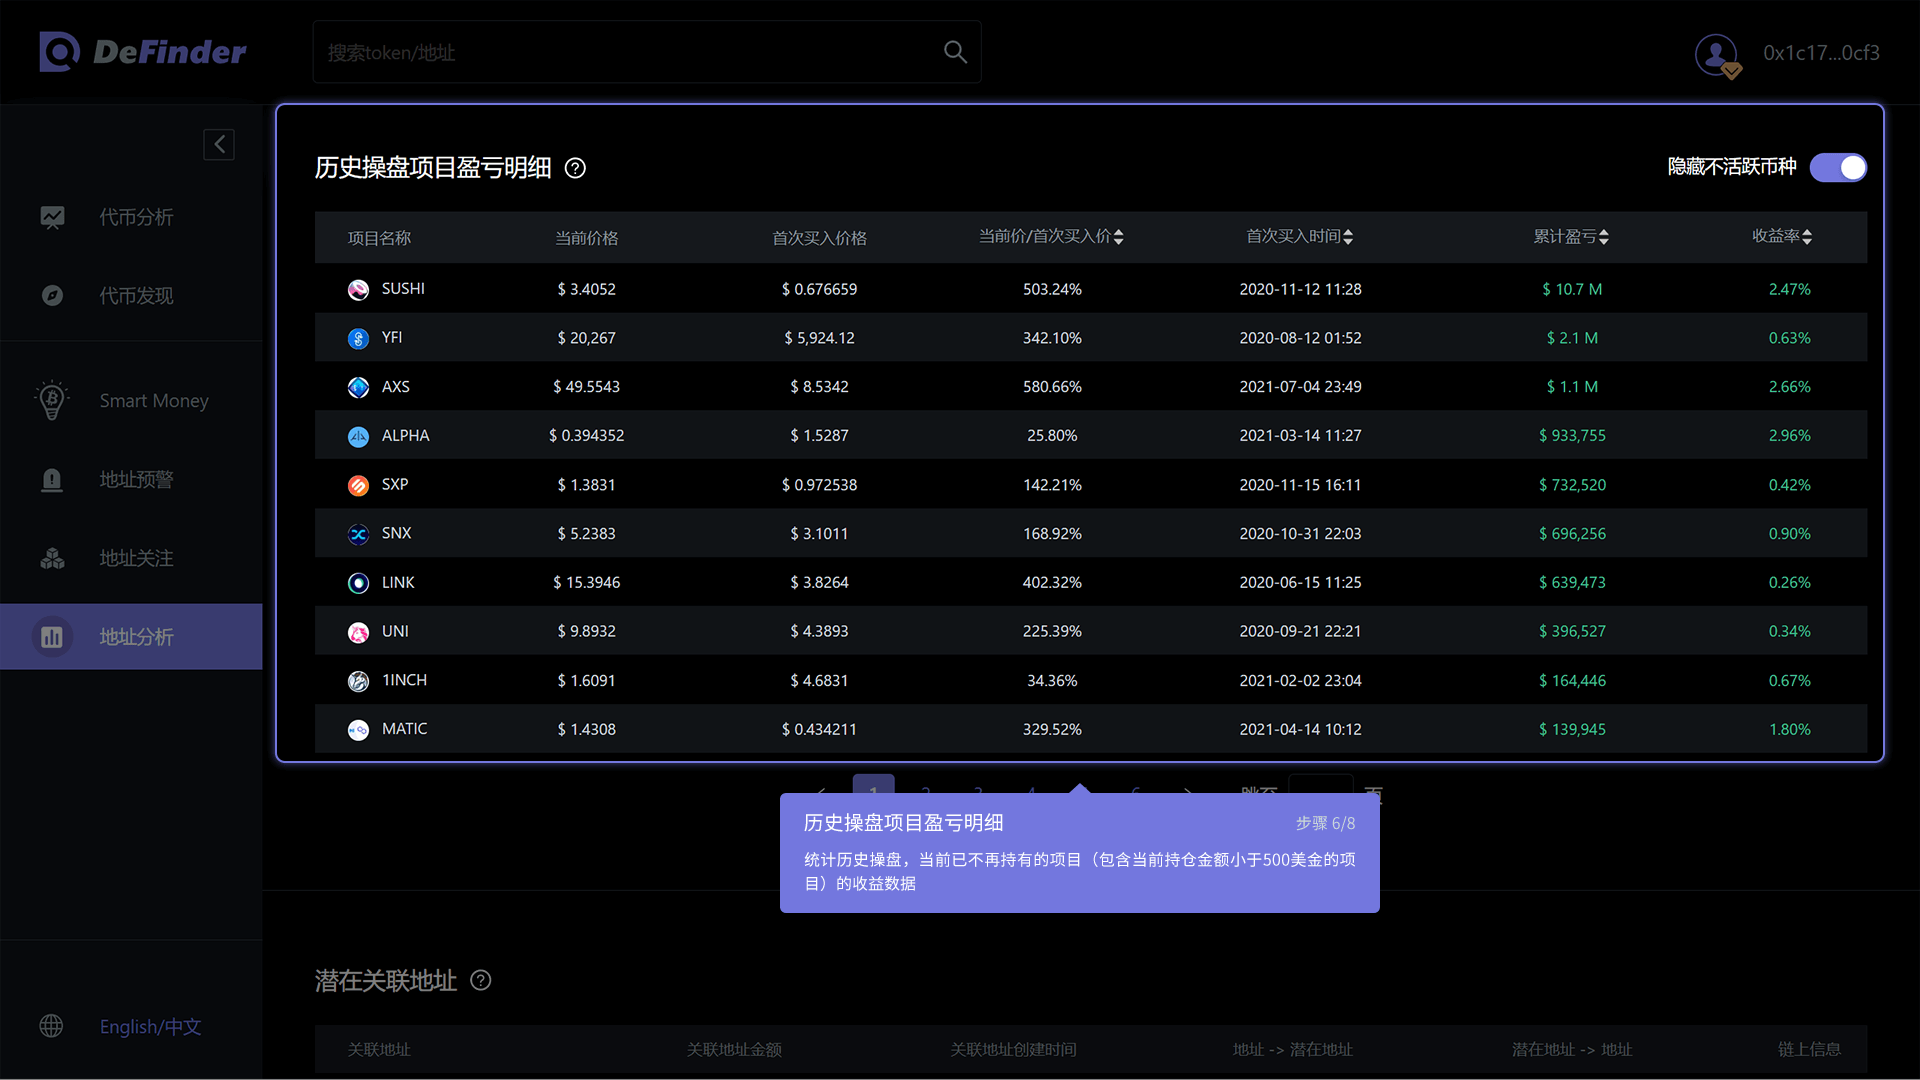 DeFinder
搜索token/地址
0x1c17...0cf3
代币分析
代币发现
Smart Money
地址预警
地址关注
地址分析
English/中文
历史操盘项目盈亏明细
隐藏不活跃币种
项目名称 当前价格 首次买入价格 当前价/首次买入价 首次买入时间 累计盈亏 收益率
SUSHI $ 3.4052 $ 0.676659 503.24% 2020-11-12 11:28 $ 10.7 M 2.47%
YFI $ 20,267 $ 5,924.12 342.10% 2020-08-12 01:52 $ 2.1 M 0.63%
AXS $ 49.5543 $ 8.5342 580.66% 2021-07-04 23:49 $ 1.1 M 2.66%
ALPHA $ 0.394352 $ 1.5287 25.80% 2021-03-14 11:27 $ 933,755 2.96%
SXP $ 1.3831 $ 0.972538 142.21% 2020-11-15 16:11 $ 732,520 0.42%
SNX $ 5.2383 $ 3.1011 168.92% 2020-10-31 22:03 $ 696,256 0.90%
LINK $ 15.3946 $ 3.8264 402.32% 2020-06-15 11:25 $ 639,473 0.26%
UNI $ 9.8932 $ 4.3893 225.39% 2020-09-21 22:21 $ 396,527 0.34%
1INCH $ 1.6091 $ 4.6831 34.36% 2021-02-02 23:04 $ 164,446 0.67%
MATIC $ 1.4308 $ 0.434211 329.52% 2021-04-14 10:12 $ 139,945 1.80%
1 2 3 4 6 跳至 页
历史操盘项目盈亏明细 步骤 6/8
统计历史操盘，当前已不再持有的项目（包含当前持仓金额小于500美金的项
目）的收益数据
潜在关联地址
关联地址 关联地址金额 关联地址创建时间 地址 -> 潜在地址 潜在地址 -> 地址 链上信息